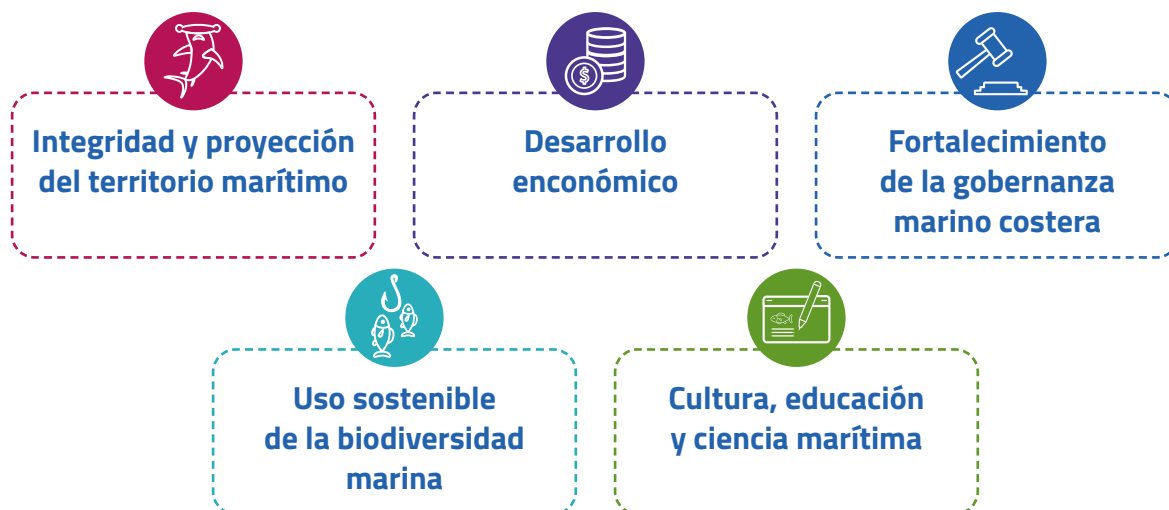 Integridad y proyección
del territorio marítimo
Desarrollo
enconómico
Fortalecimiento
de la gobernanza
marino costera
Uso sostenible
de la biodiversidad
marina
Cultura, educación
y ciencia marítima